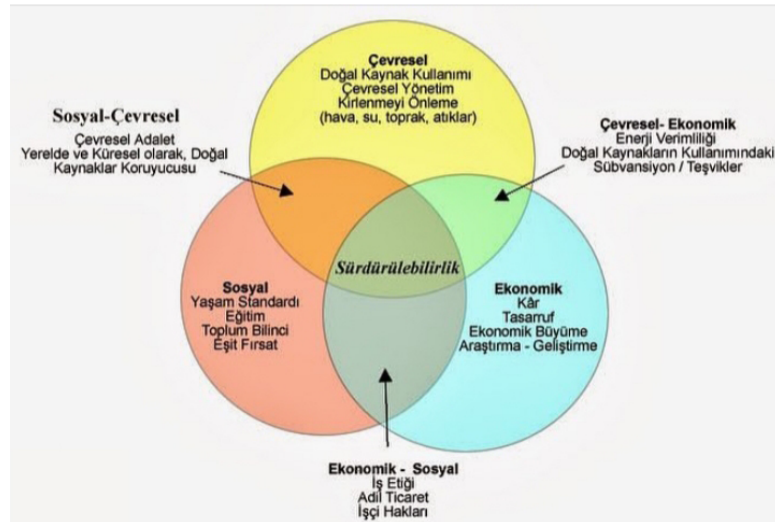 Çevresel
Doğal Kaynak Kullanımı
Çevresel Yönetim
Kirlenmeyi Önleme
(hava, su, toprak, atıklar)
Sosyal-Çevresel
Çevresel Adalet
Yerelde ve Küresel olarak, Doğal
Kaynaklar Koruyucusu
Çevresel- Ekonomik
Enerji Verimliliği
Doğal Kaynakların Kullanımındaki
Sübvansiyon / Teşvikler
Sürdürülebilirlik
Sosyal
Yaşam Standardı
Eğitim
Toplum Bilinci
Eşit Fırsat
Ekonomik
Kâr
Tasarruf
Ekonomik Büyüme
Araştırma - Geliştirme
Ekonomik - Sosyal
İş Etiği
Adil Ticaret
İşçi Hakları